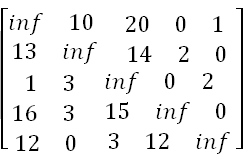 inf 10 20 0 1
13 inf 14 2 0
1 3 inf 0 2
16 3 15 inf 0
12 0 3 12 inf